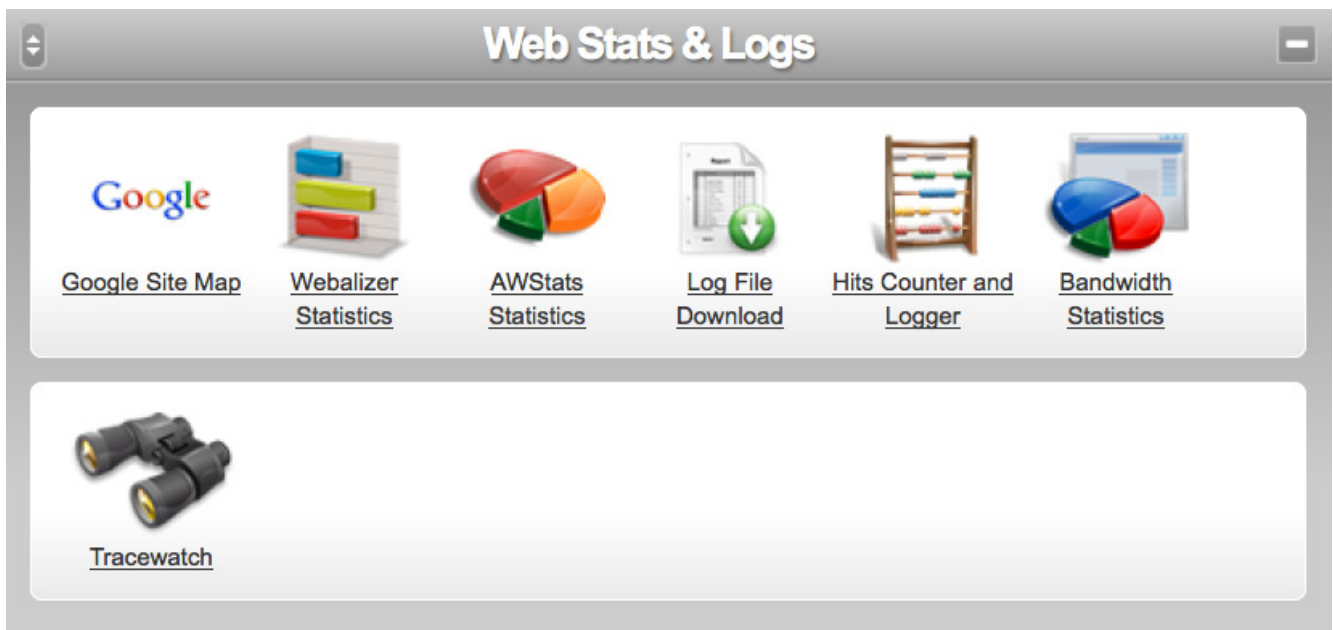 Web Stats & Logs
Google
Report
Google Site Map
Webalizer
Statistics
AWStats
Statistics
Log File
Download
Hits Counter and
Logger
Bandwidth
Statistics
Tracewatch